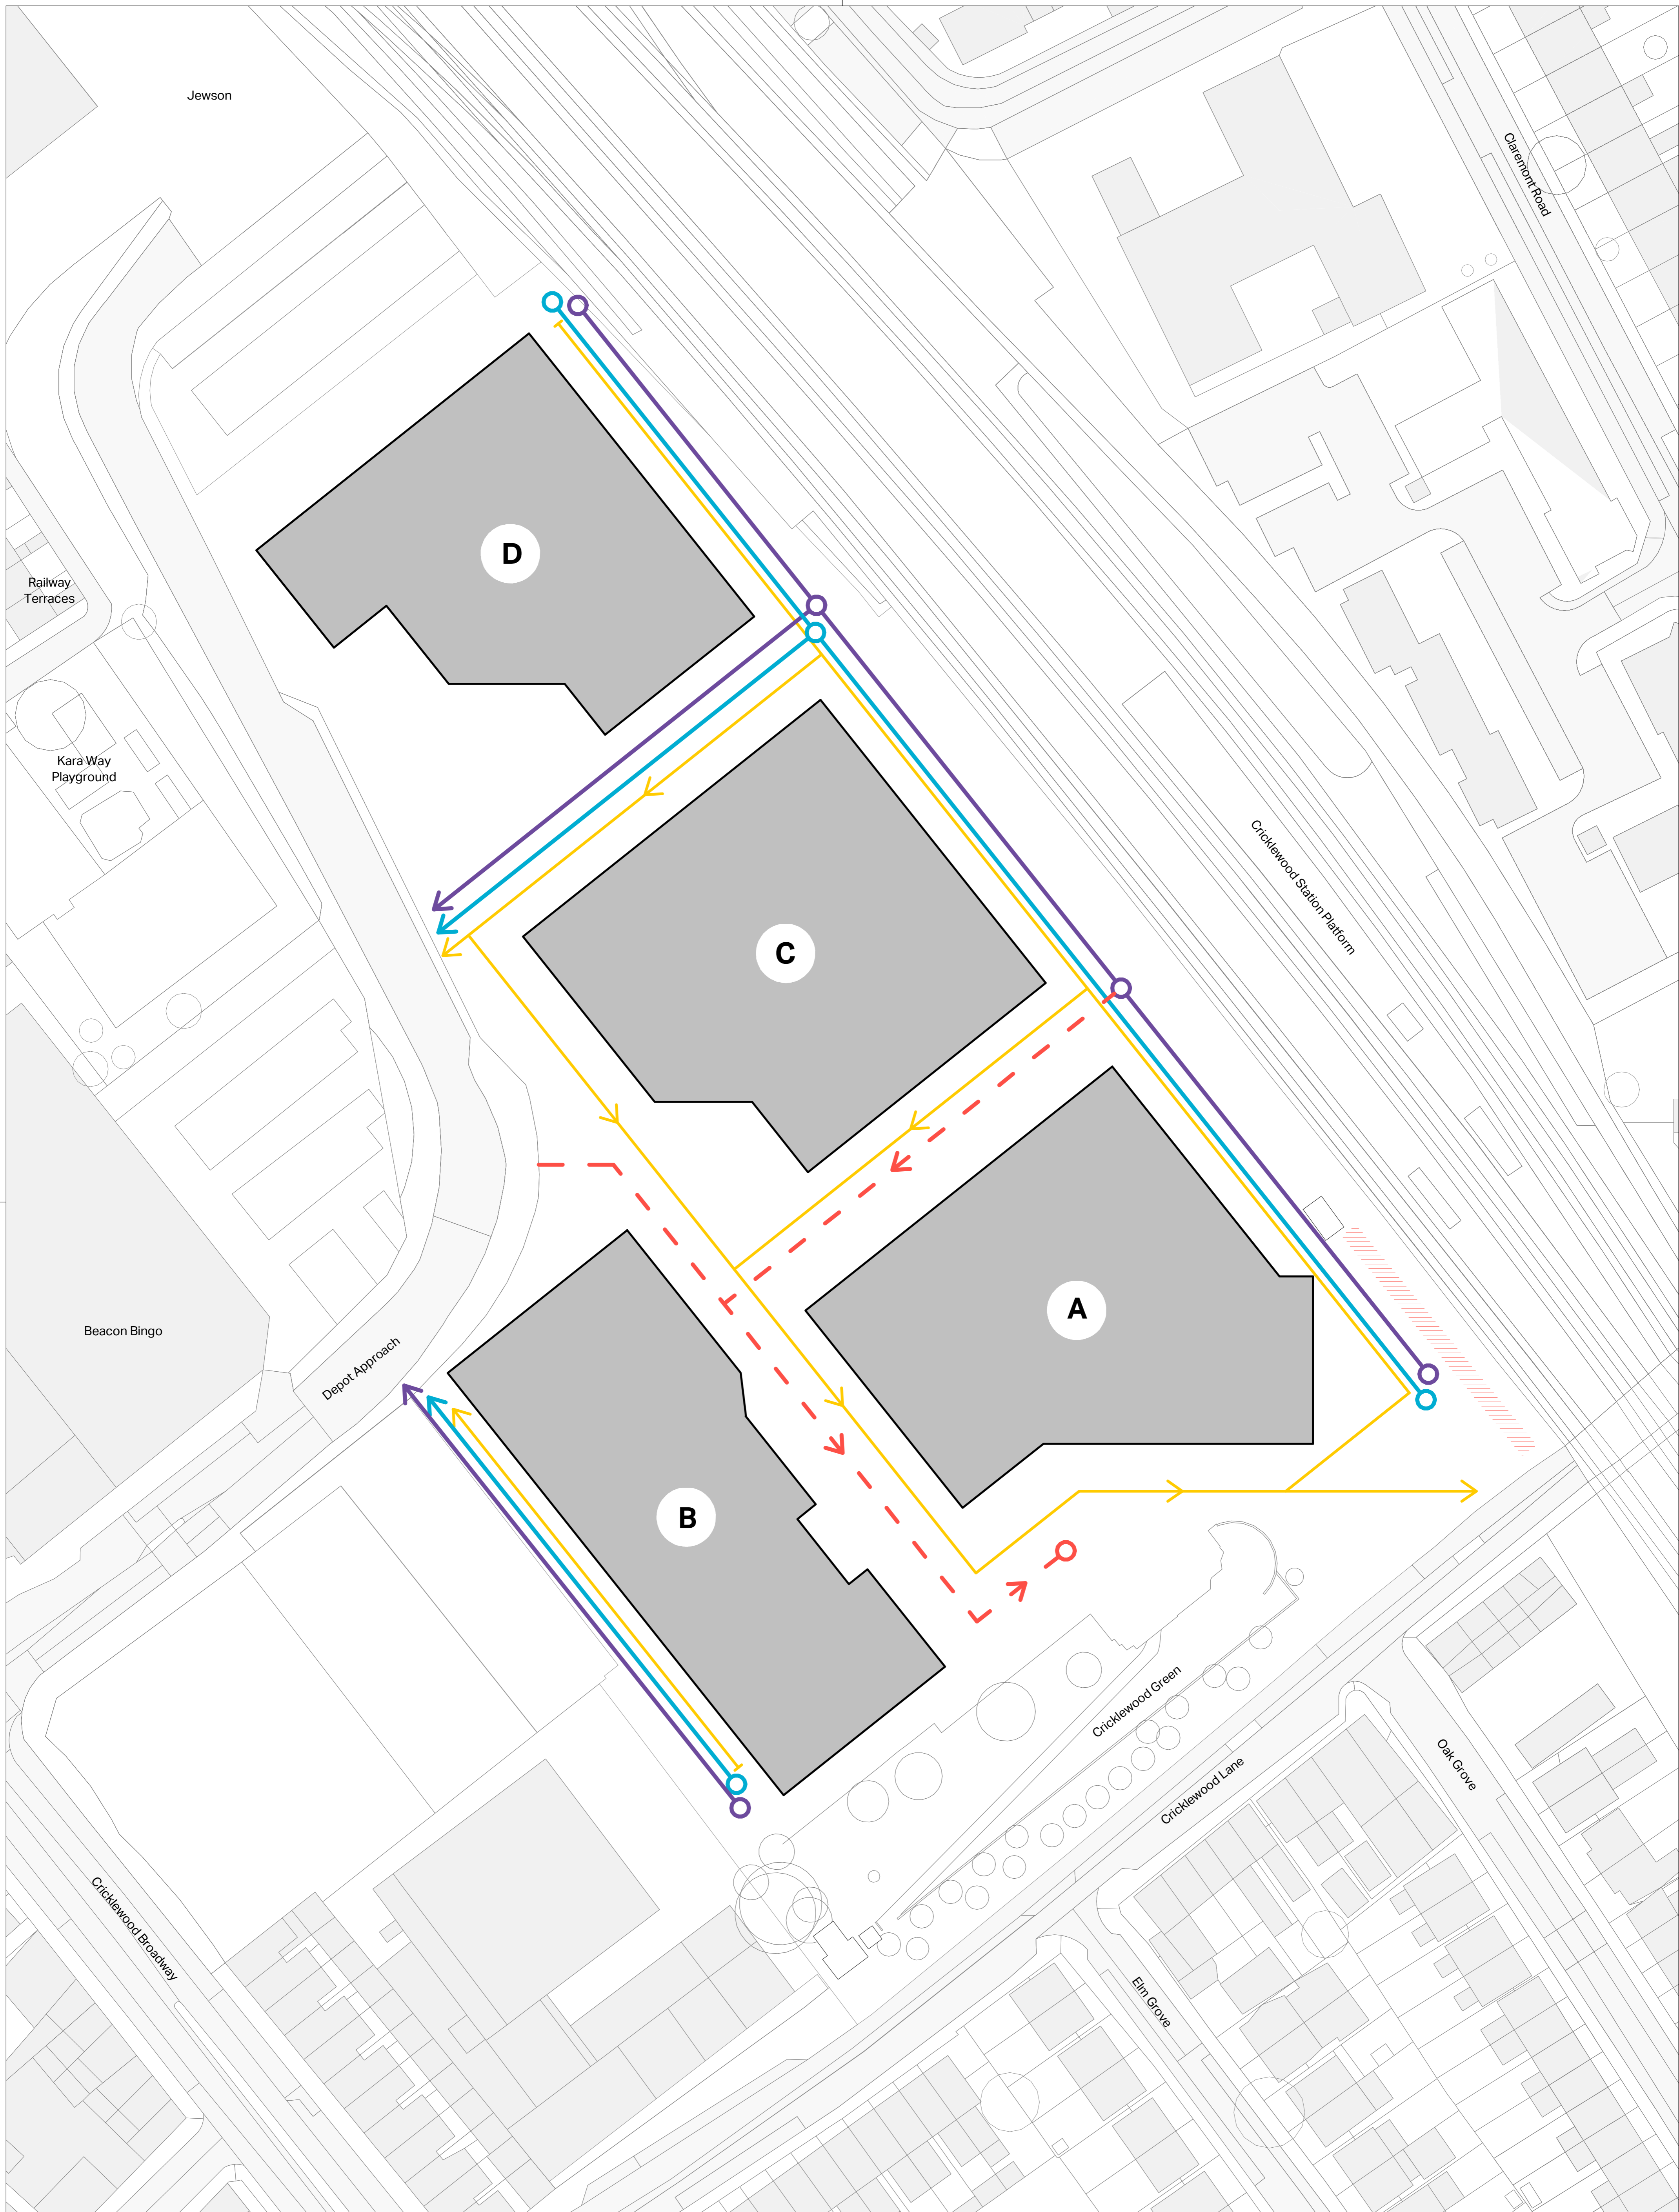 Jewson
Claremont Road
D
Railway
Terraces
Kara Way
Playground
Cricklewood Station Platform
C
A
Beacon Bingo
Depot Approach
B
Cricklewood Green
Cricklewood Lane
Oak Grove
Cricklewood Broadway
Elm Grove